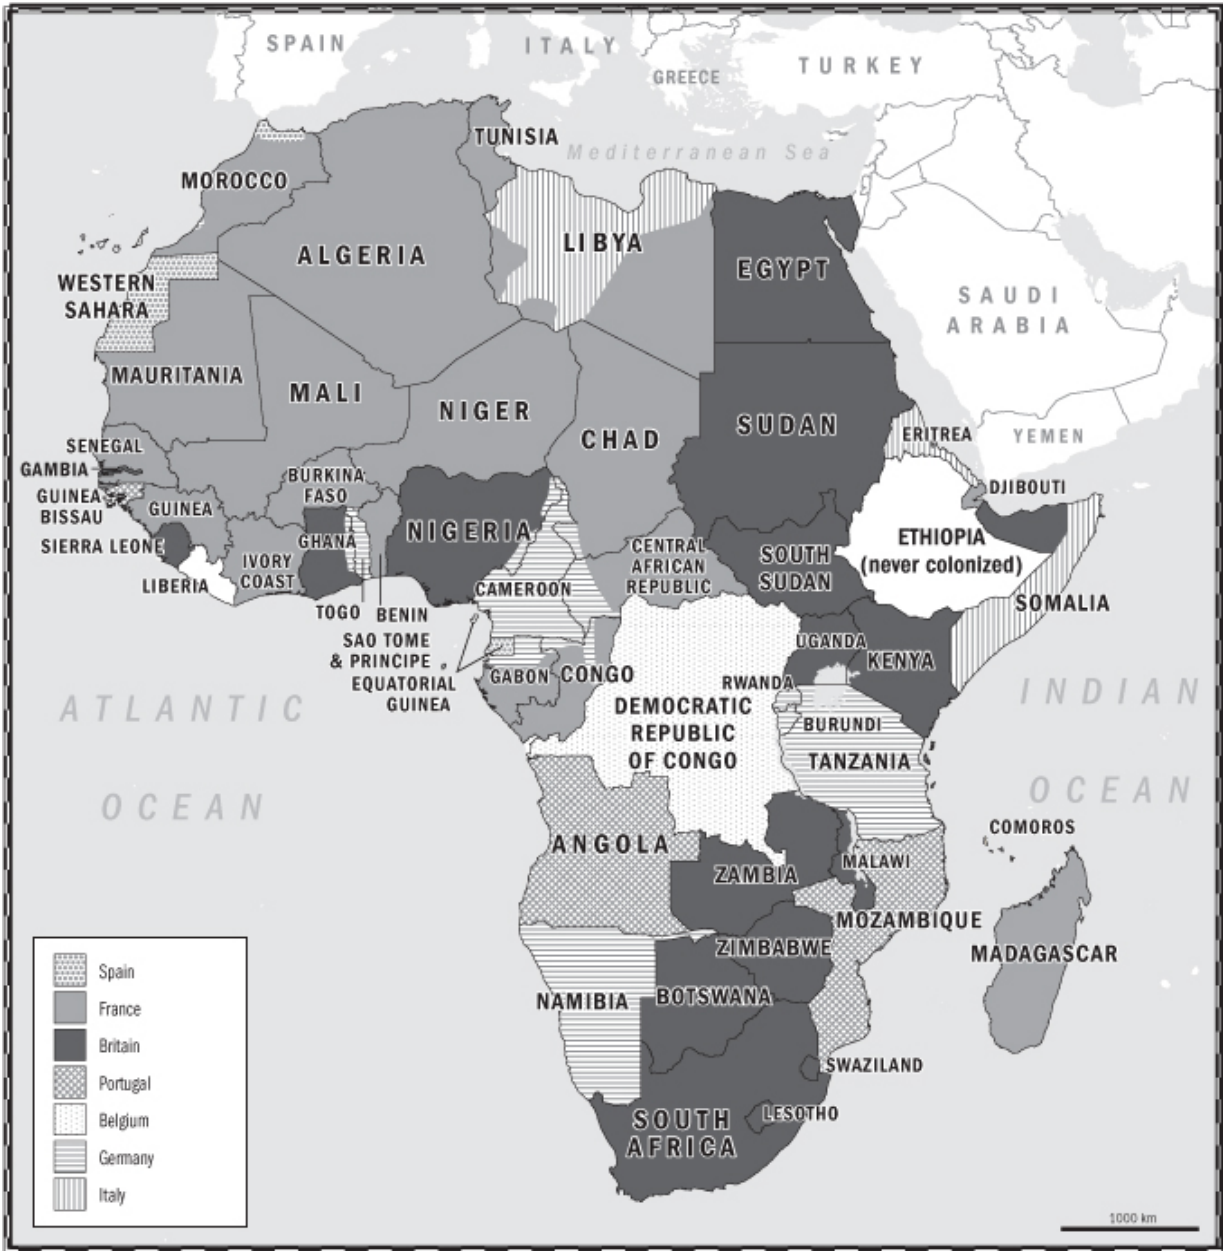 SPAIN
ITALY
GREECE
TURKEY
TUNISIA
Mediterranean Sea
MOROCCO
ALGERIA
LIBYA
EGYPT
WESTERN
SAHARA
SAUDI
ARABIA
MAURITANIA
MALI
NIGER
CHAD
SUDAN
ERITREA
YEMEN
SENEGAL
GAMBIA
GUINEA
BISSAU
GUINEA
BURKINA
FASO
DJIBOUTI
SIERRA LEONE
LIBERIA
IVORY
COAST
GHANA
NIGERIA
CENTRAL
AFRICAN
REPUBLIC
SOUTH
SUDAN
ETHIOPIA
(never colonized)
TOGO
BENIN
CAMEROON
SOMALIA
SAO TOME
& PRINCIPE
EQUATORIAL
GUINEA
GABON
CONGO
UGANDA
KENYA
RWANDA
BURUNDI
DEMOCRATIC
REPUBLIC
OF CONGO
TANZANIA
ATLANTIC
OCEAN
INDIAN
OCEAN
COMOROS
ANGOLA
ZAMBIA
MALAWI
MOZAMBIQUE
ZIMBABWE
MADAGASCAR
NAMIBIA
BOTSWANA
SWAZILAND
LESOTHO
SOUTH
AFRICA
Spain
France
Britain
Portugal
Belgium
Germany
Italy
1000 km